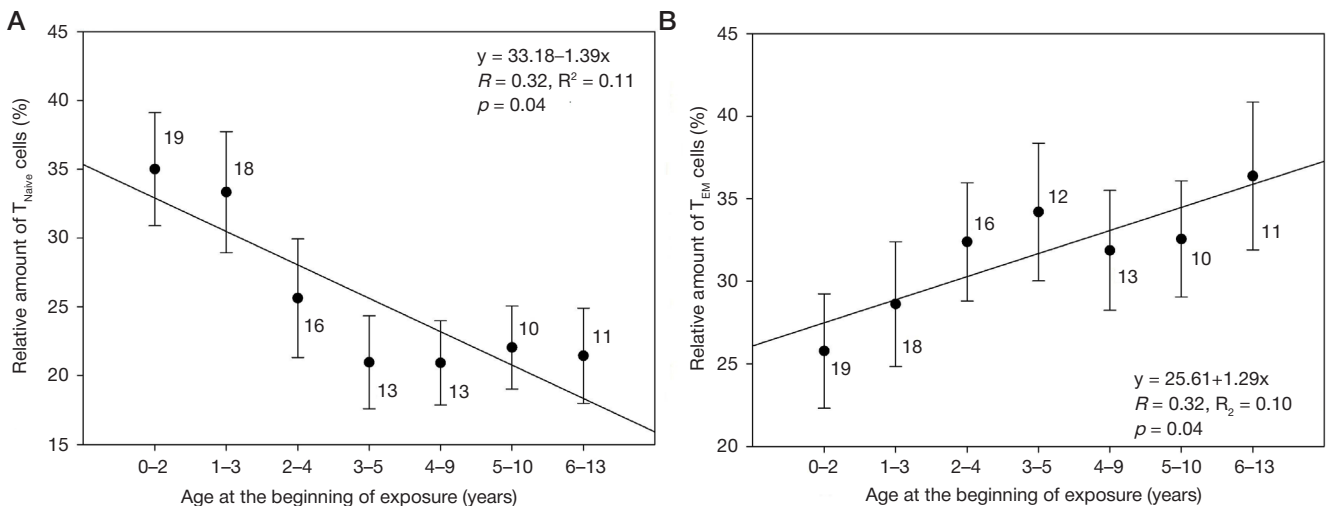 A
Relative amount of T_Naive cells (%)
45
40
35
30
25
20
15
y = 33.18–1.39x
R = 0.32, R² = 0.11
p = 0.04
19
18
16
13
13
10
11
0–2 1–3 2–4 3–5 4–9 5–10 6–13
Age at the beginning of exposure (years)
B
Relative amount of T_EM cells (%)
45
40
35
30
25
20
19
18
16
12
13
10
11
y = 25.61+1.29x
R = 0.32, R₂ = 0.10
p = 0.04
0–2 1–3 2–4 3–5 4–9 5–10 6–13
Age at the beginning of exposure (years)